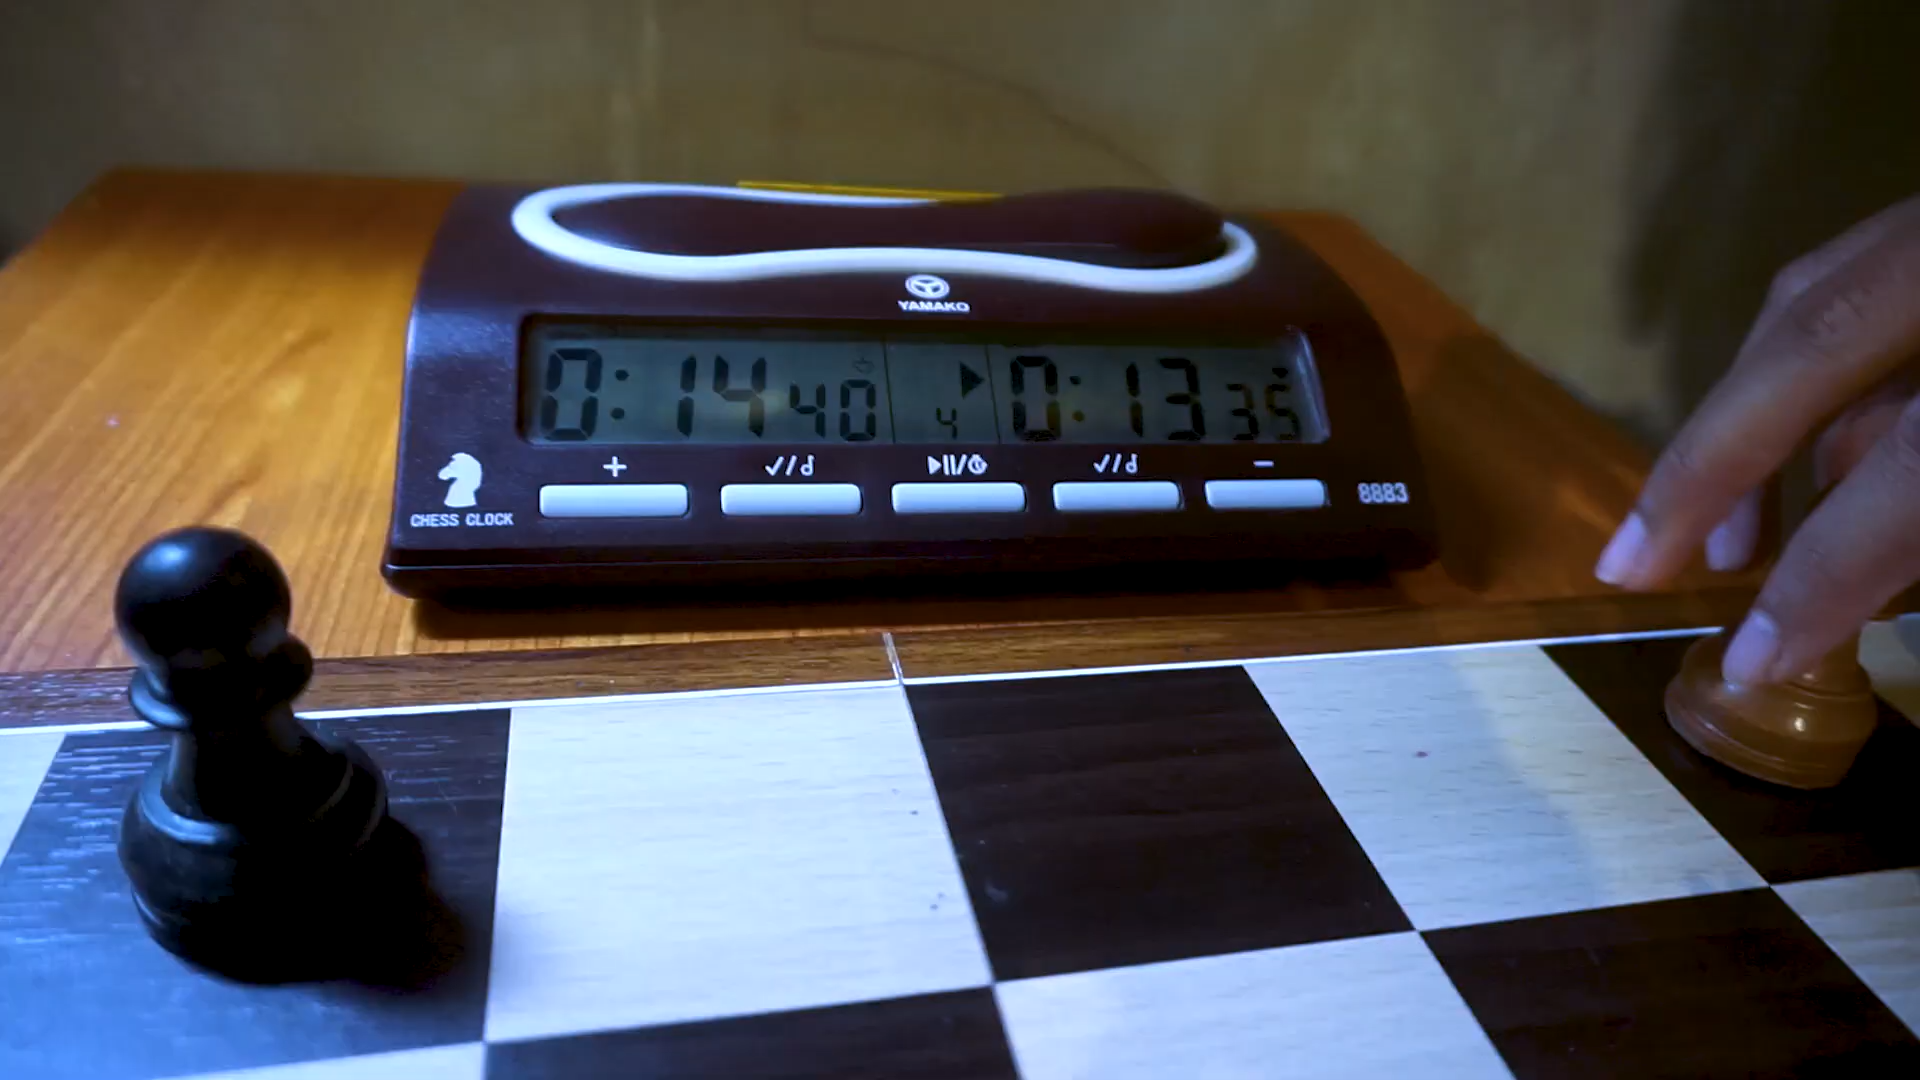 YAMAKO
0:14 40 4 0:13 35
+ ✓/♩ ▶II/⏱ ✓/♩ −
8883
CHESS CLOCK